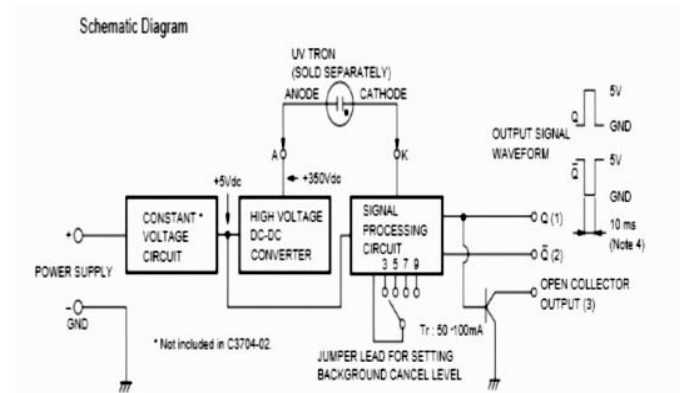 Schematic Diagram
UV TRON
(SOLD SEPARATELY)
ANODE
CATHODE
A
K
+350Vdc
+5Vdc
OUTPUT SIGNAL
WAVEFORM
Q
5V
GND
Q̅
5V
GND
10 ms
(Note 4)
+
POWER SUPPLY
−
GND
CONSTANT *
VOLTAGE
CIRCUIT
HIGH VOLTAGE
DC-DC
CONVERTER
SIGNAL
PROCESSING
CIRCUIT
3 5 7 9
Q (1)
Q̅ (2)
OPEN COLLECTOR
OUTPUT (3)
Tr : 50 -100mA
* Not included in C3704-02.
JUMPER LEAD FOR SETTING
BACKGROUND CANCEL LEVEL